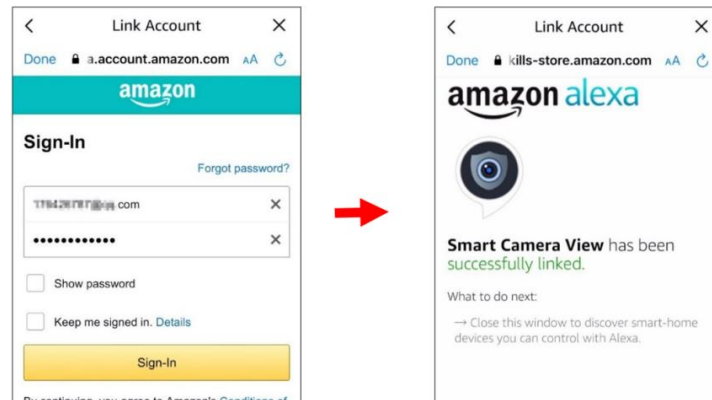 Link Account
Done a.account.amazon.com AA
amazon
Sign-In
Forgot password?
.com
Show password
Keep me signed in. Details
Sign-In
By continuing, you agree to Amazon's Conditions of
Link Account
Done kills-store.amazon.com AA
amazon alexa
Smart Camera View has been
successfully linked.
What to do next:
→ Close this window to discover smart-home
devices you can control with Alexa.